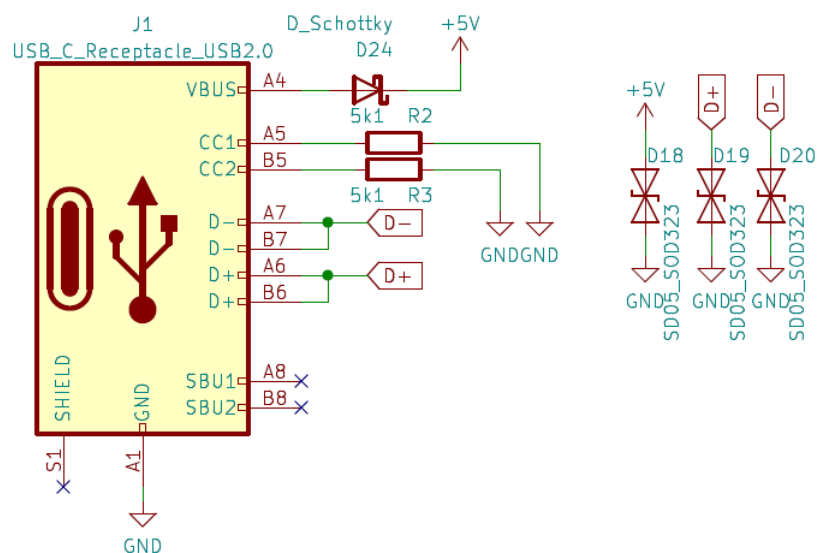 J1
USB_C_Receptacle_USB2.0
VBUS A4
CC1 A5
CC2 B5
D- A7
D- B7
D+ A6
D+ B6
SBU1 A8
SBU2 B8
SHIELD
GND
S1
A1
GND
D_Schottky
D24
+5V
5k1 R2
5k1 R3
GND
GND
D-
D+
+5V
D+
D-
D18
D19
D20
SD05_SOD323
SD05_SOD323
SD05_SOD323
GND
GND
GND